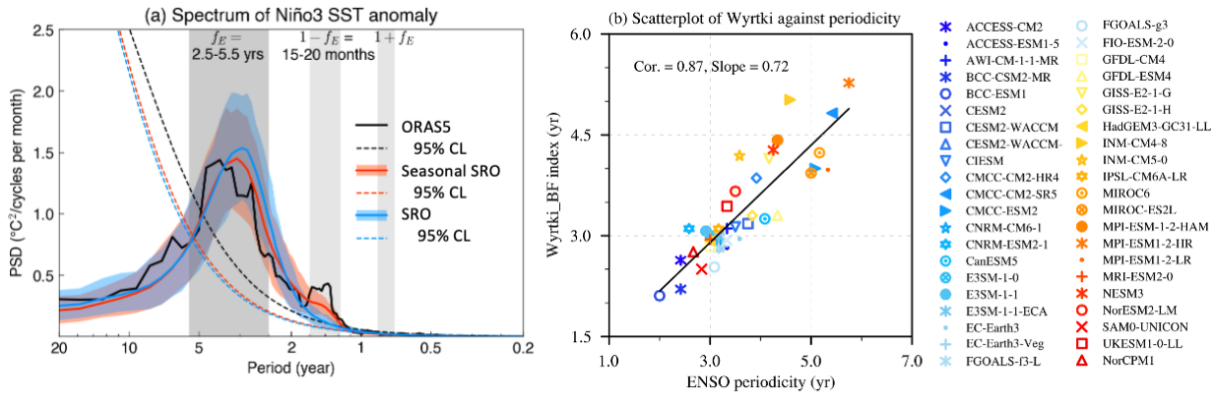 (a) Spectrum of Niño3 SST anomaly
2.5
2.0
1.5
1.0
0.5
PSD (°C^2/cycles per month)
f_E =
2.5-5.5 yrs
1 − f_E =
15-20 months
1 + f_E
ORAS5
95% CL
Seasonal SRO
95% CL
SRO
95% CL
20 10 5 2 1 0.5 0.2
Period (year)
(b) Scatterplot of Wyrtki against periodicity
Cor. = 0.87, Slope = 0.72
6.0
4.5
3.0
1.5
Wyrtki_BF index (yr)
1.0 3.0 5.0 7.0
ENSO periodicity (yr)
ACCESS-CM2
ACCESS-ESM1-5
AWI-CM-1-1-MR
BCC-CSM2-MR
BCC-ESM1
CESM2
CESM2-WACCM
CESM2-WACCM-
CIESM
CMCC-CM2-HR4
CMCC-CM2-SR5
CMCC-ESM2
CNRM-CM6-1
CNRM-ESM2-1
CanESM5
E3SM-1-0
E3SM-1-1
E3SM-1-1-ECA
EC-Earth3
EC-Earth3-Veg
FGOALS-f3-L
FGOALS-g3
FIO-ESM-2-0
GFDL-CM4
GFDL-ESM4
GISS-E2-1-G
GISS-E2-1-H
HadGEM3-GC31-LL
INM-CM4-8
INM-CM5-0
IPSL-CM6A-LR
MIROC6
MIROC-ES2L
MPI-ESM-1-2-HAM
MPI-ESM1-2-HR
MPI-ESM1-2-LR
MRI-ESM2-0
NESM3
NorESM2-LM
SAM0-UNICON
UKESM1-0-LL
NorCPM1